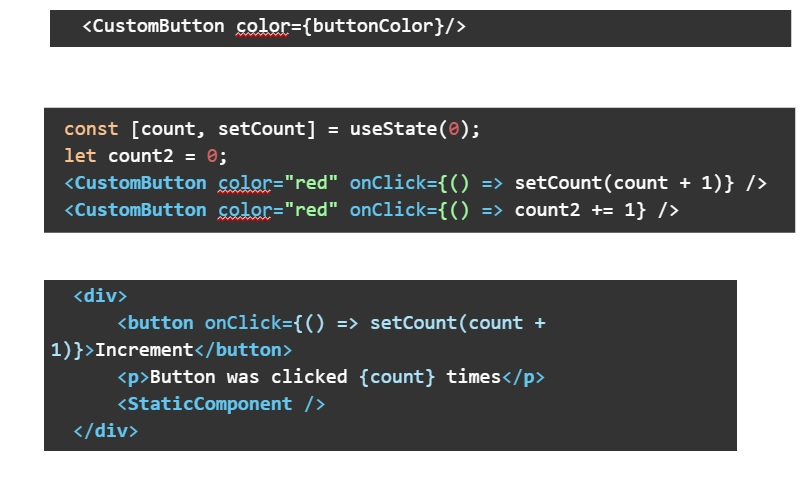 <CustomButton color={buttonColor}/>
const [count, setCount] = useState(0);
let count2 = 0;
<CustomButton color="red" onClick={() => setCount(count + 1)} />
<CustomButton color="red" onClick={() => count2 += 1} />
<div>
<button onClick={() => setCount(count +
1)}>Increment</button>
<p>Button was clicked {count} times</p>
<StaticComponent />
</div>